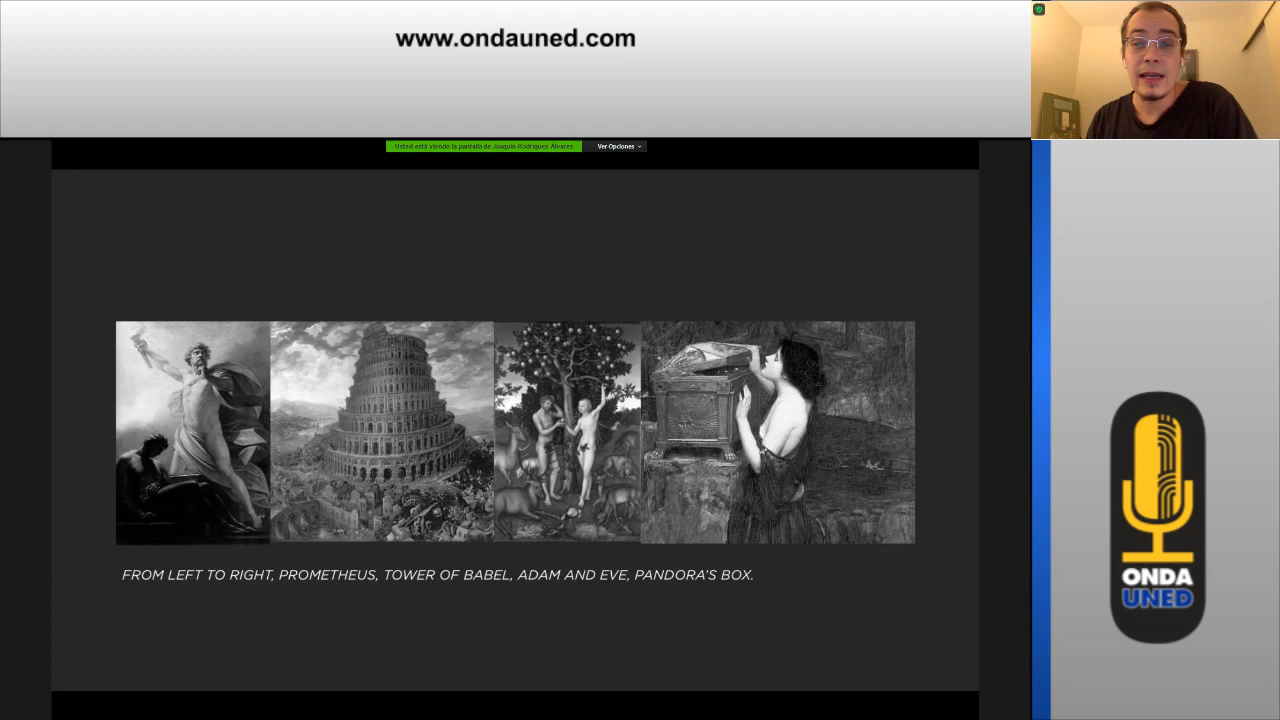 www.ondauned.com
Usted está viendo la pantalla de Joaquín Rodríguez Álvarez
Ver Opciones
FROM LEFT TO RIGHT, PROMETHEUS, TOWER OF BABEL, ADAM AND EVE, PANDORA'S BOX.
ONDA
UNED